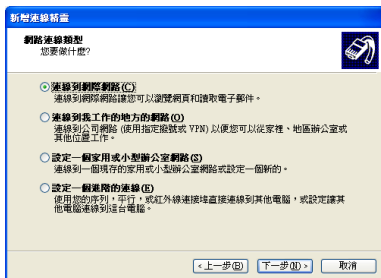 新增連線精靈
網路連線類型
您要做什麼?
連線到網際網路(C)
連線到網際網路讓您可以瀏覽網頁和讀取電子郵件。
連線到我工作的地方的網路(O)
連線到公司網路 (使用撥號或 VPN) 以便您可以從家裡、地區辦公室或
其他位置工作。
設定一個家用或小型辦公室網路(S)
連線到一個現存的家用或小型辦公室網路或設定一個新的。
設定一個進階的連線(E)
使用您的序列，平行，或紅外線連接埠直接連線到其他電腦，或設定讓其
他電腦連線到這台電腦。
<上一步(B)
下一步(N)>
取消